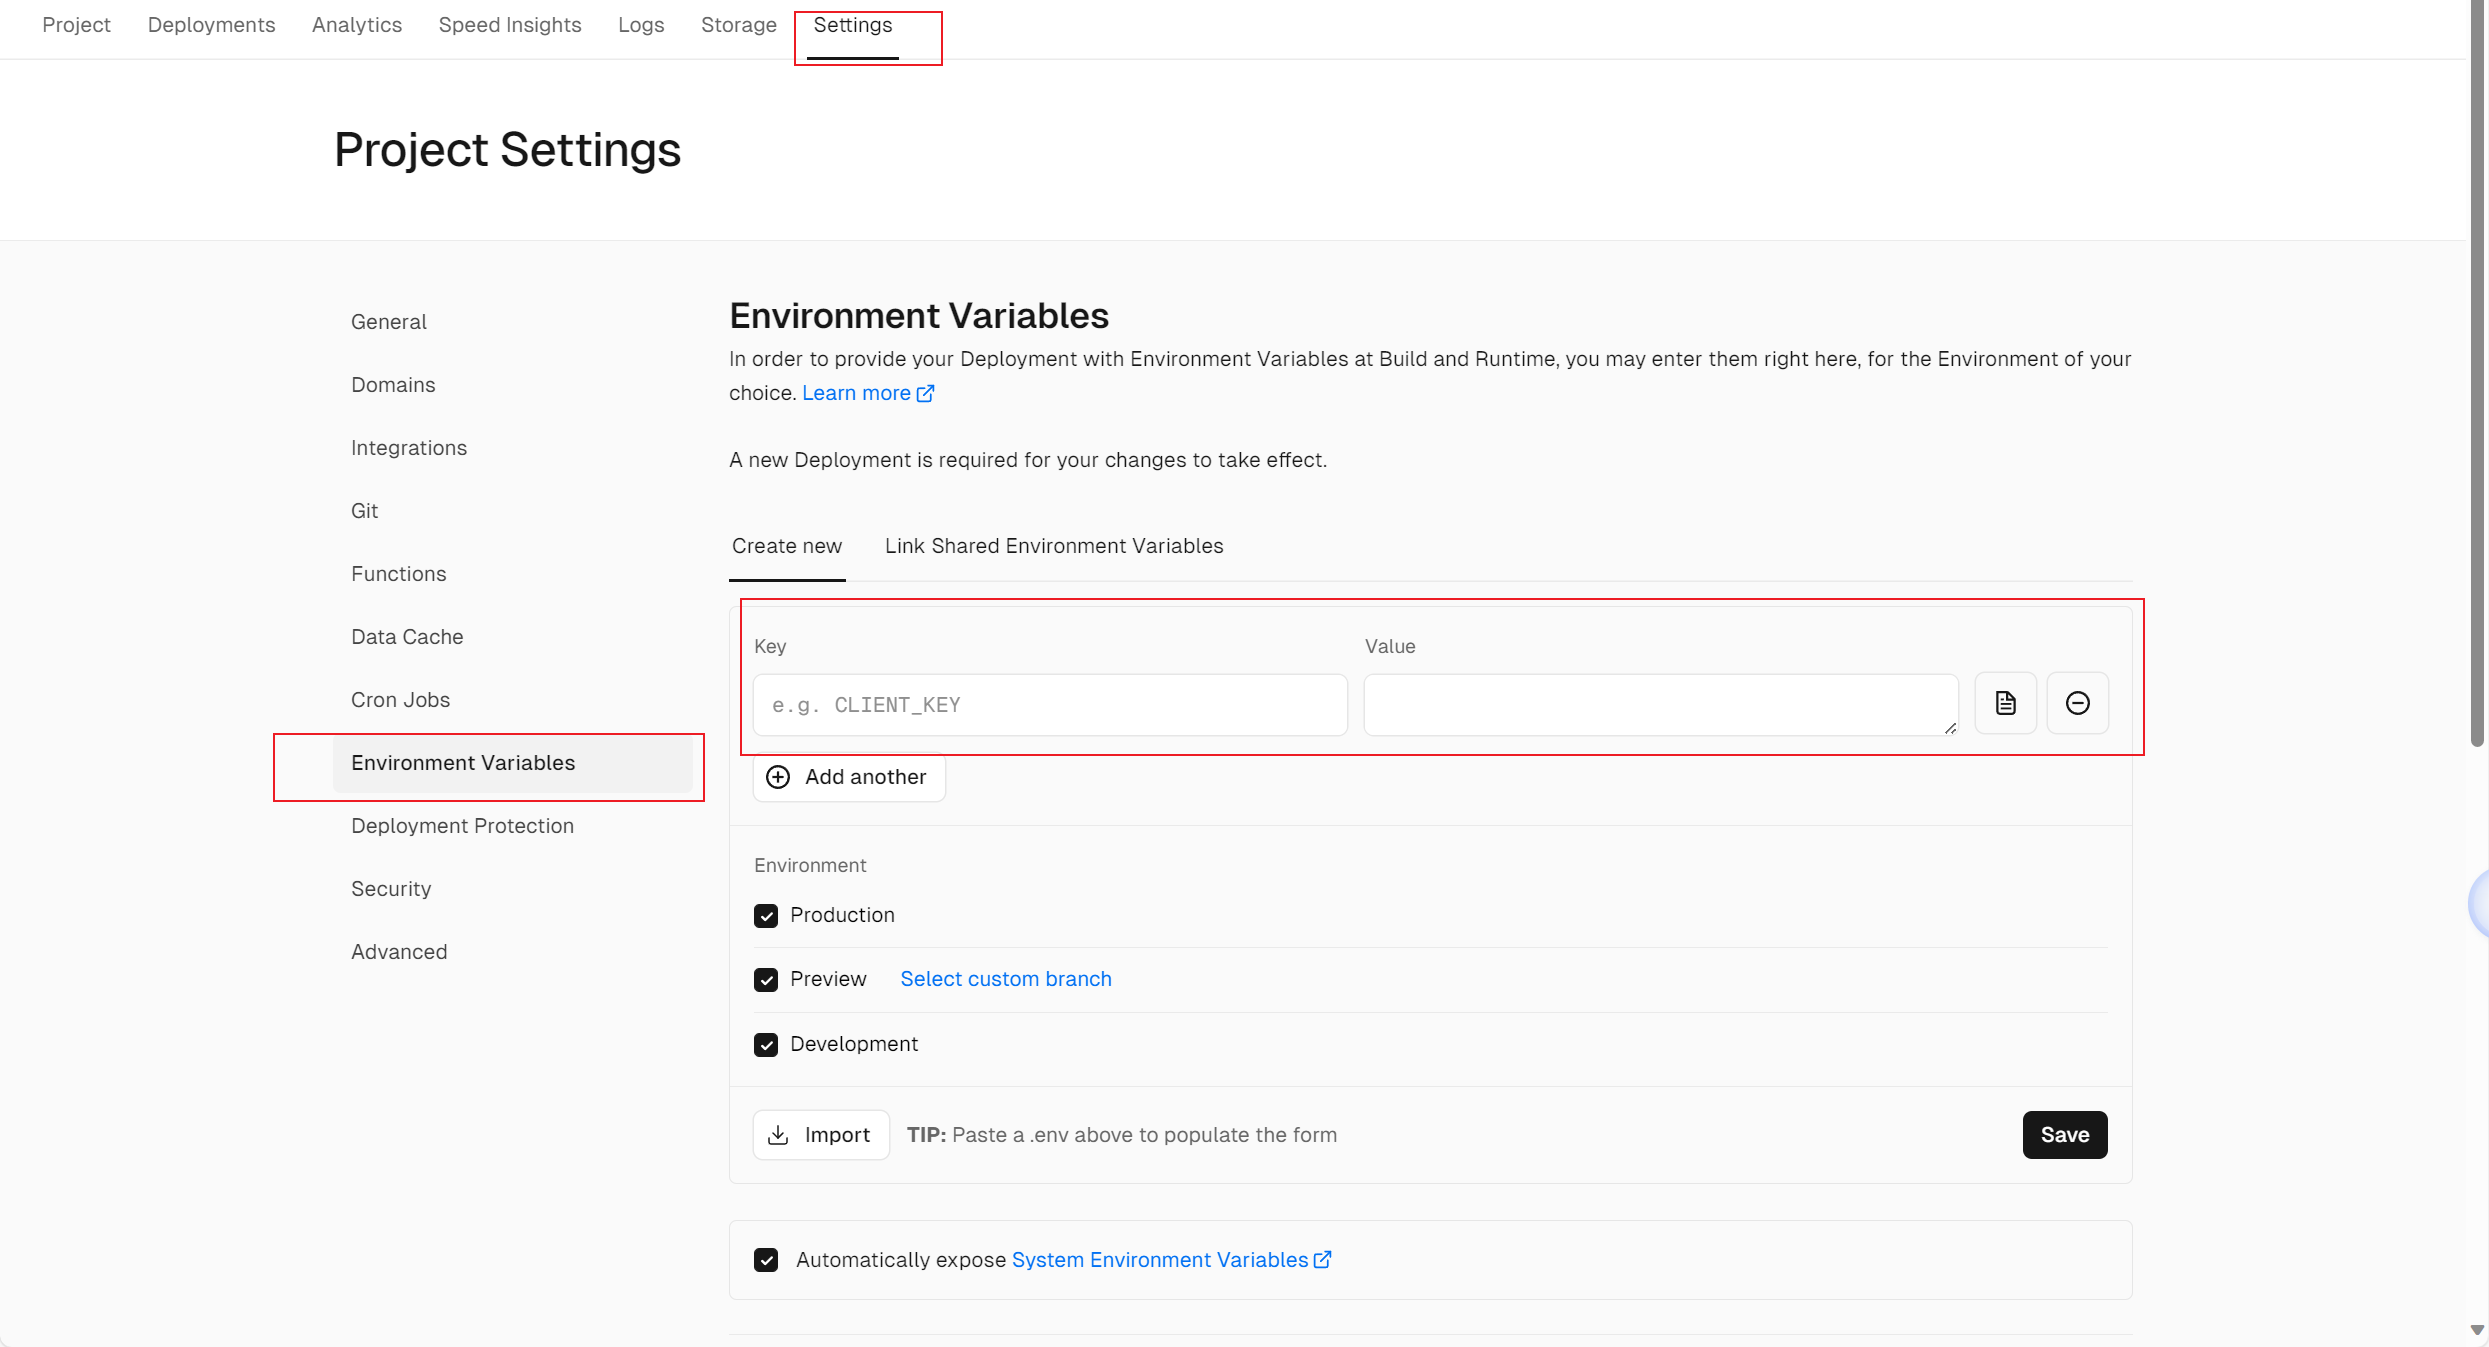 Project Deployments Analytics Speed Insights Logs Storage Settings
Project Settings
General
Domains
Integrations
Git
Functions
Data Cache
Cron Jobs
Environment Variables
Deployment Protection
Security
Advanced
Environment Variables
In order to provide your Deployment with Environment Variables at Build and Runtime, you may enter them right here, for the Environment of your
choice. Learn more
A new Deployment is required for your changes to take effect.
Create new Link Shared Environment Variables
Key Value
e.g. CLIENT_KEY
Add another
Environment
Production
Preview Select custom branch
Development
Import TIP: Paste a .env above to populate the form Save
Automatically expose System Environment Variables